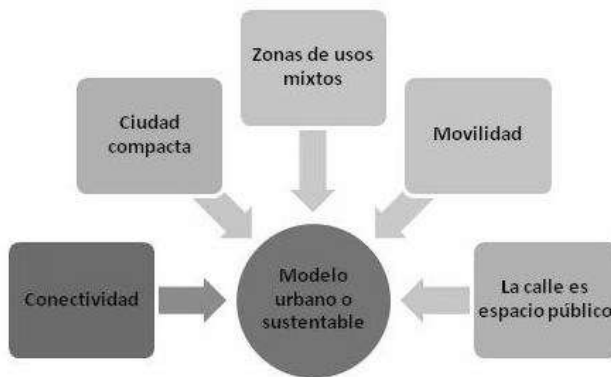 Zonas de usos
mixtos
Ciudad
compacta
Movilidad
Conectividad
Modelo
urbano o
sustentable
La calle es
espacio público